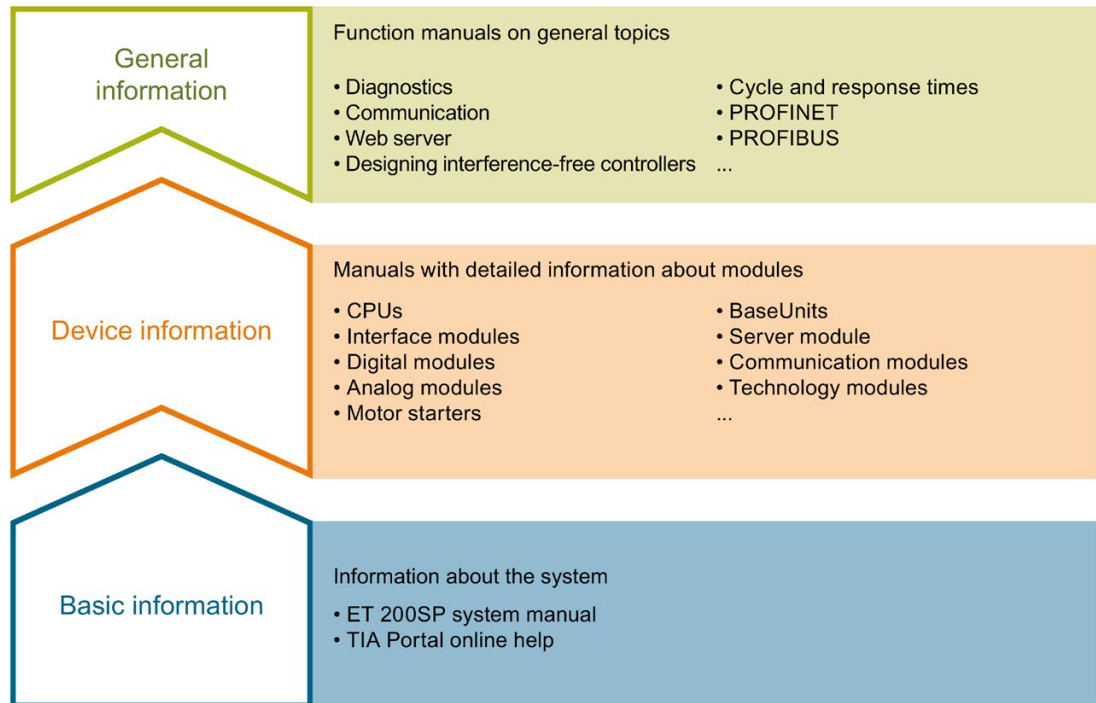 General
information
Function manuals on general topics
• Diagnostics
• Communication
• Web server
• Designing interference-free controllers
• Cycle and response times
• PROFINET
• PROFIBUS
...
Device information
Manuals with detailed information about modules
• CPUs
• Interface modules
• Digital modules
• Analog modules
• Motor starters
• BaseUnits
• Server module
• Communication modules
• Technology modules
...
Basic information
Information about the system
• ET 200SP system manual
• TIA Portal online help